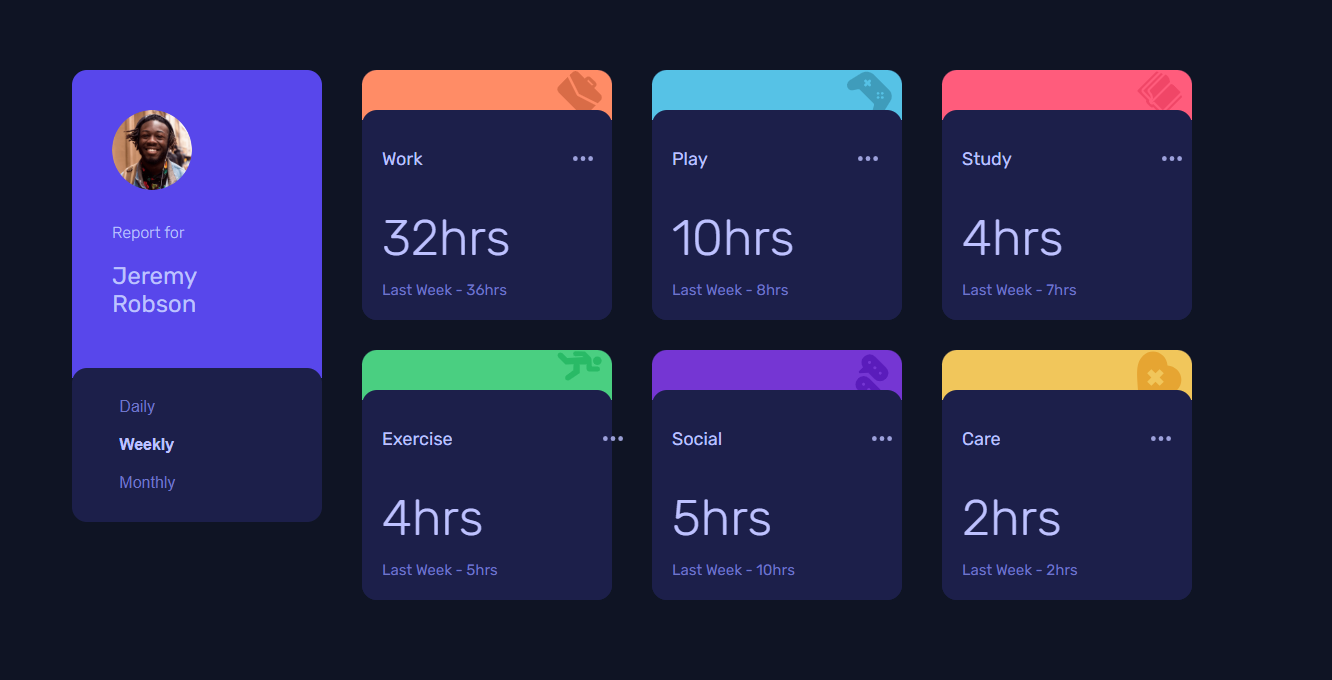 Report for
Jeremy
Robson
Daily
Weekly
Monthly
Work
32hrs
Last Week - 36hrs
Play
10hrs
Last Week - 8hrs
Study
4hrs
Last Week - 7hrs
Exercise
4hrs
Last Week - 5hrs
Social
5hrs
Last Week - 10hrs
Care
2hrs
Last Week - 2hrs